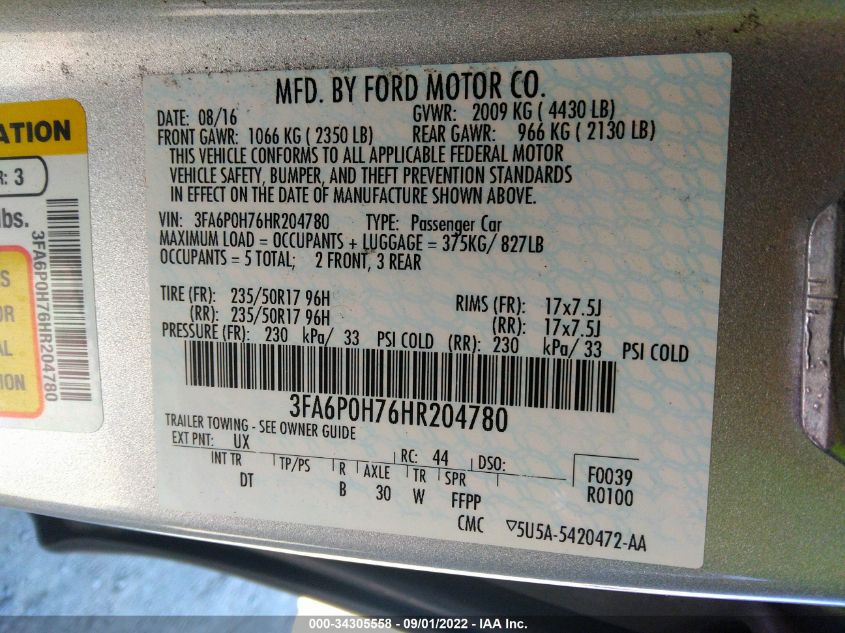 MFD. BY FORD MOTOR CO.
DATE: 08/16 GVWR: 2009 KG ( 4430 LB)
FRONT GAWR: 1066 KG ( 2350 LB) REAR GAWR: 966 KG ( 2130 LB)
THIS VEHICLE CONFORMS TO ALL APPLICABLE FEDERAL MOTOR
VEHICLE SAFETY, BUMPER, AND THEFT PREVENTION STANDARDS
IN EFFECT ON THE DATE OF MANUFACTURE SHOWN ABOVE.
VIN: 3FA6P0H76HR204780 TYPE: Passenger Car
MAXIMUM LOAD = OCCUPANTS + LUGGAGE = 375KG/ 827LB
OCCUPANTS = 5 TOTAL; 2 FRONT, 3 REAR
TIRE (FR): 235/50R17 96H RIMS (FR): 17x7.5J
(RR): 235/50R17 96H (RR): 17x7.5J
PRESSURE (FR): 230 kPa/ 33 PSI COLD (RR): 230 kPa/ 33 PSI COLD
3FA6P0H76HR204780
TRAILER TOWING - SEE OWNER GUIDE
EXT PNT: UX RC: 44 DSO:
INT TR TP/PS R AXLE TR SPR F0039
DT B 30 W FFPP R0100
CMC ▽5U5A-5420472-AA
ATION
R: 3
lbs.
S
OR
AL
ION
3FA6P0H76HR204780
000-34305558 - 09/01/2022 - IAA Inc.